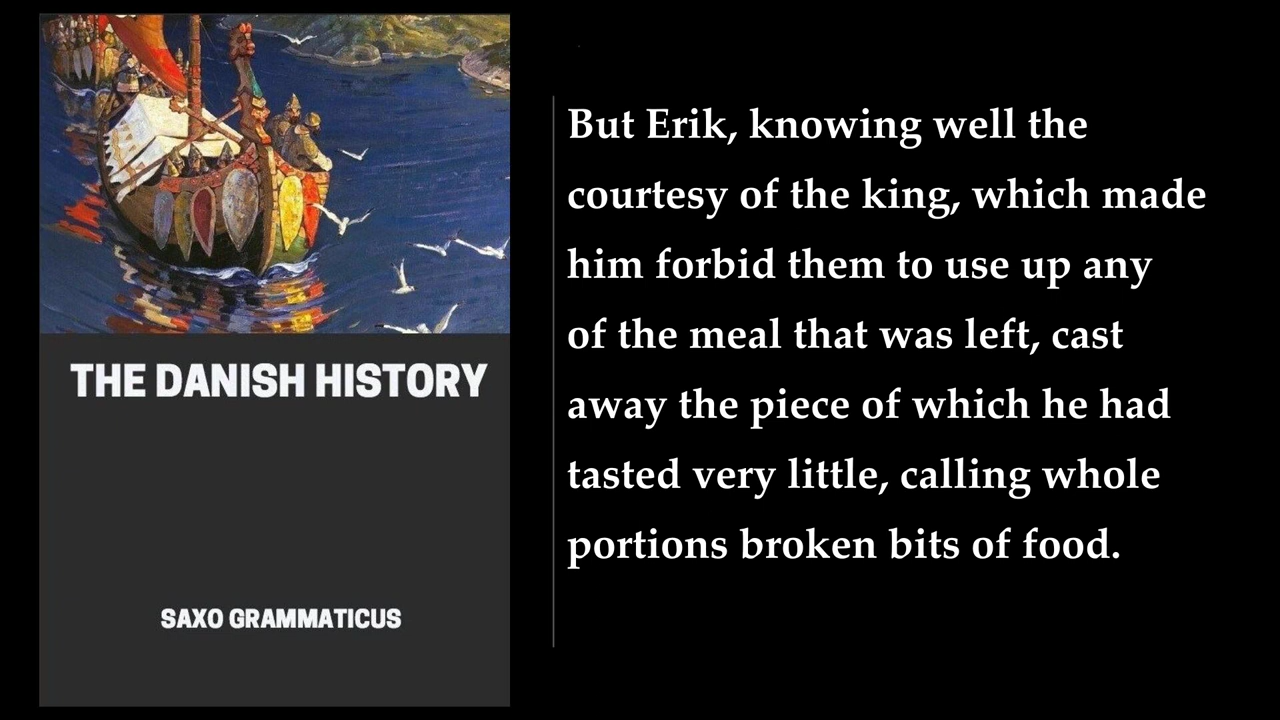 THE DANISH HISTORY
SAXO GRAMMATICUS
But Erik, knowing well the
courtesy of the king, which made
him forbid them to use up any
of the meal that was left, cast
away the piece of which he had
tasted very little, calling whole
portions broken bits of food.